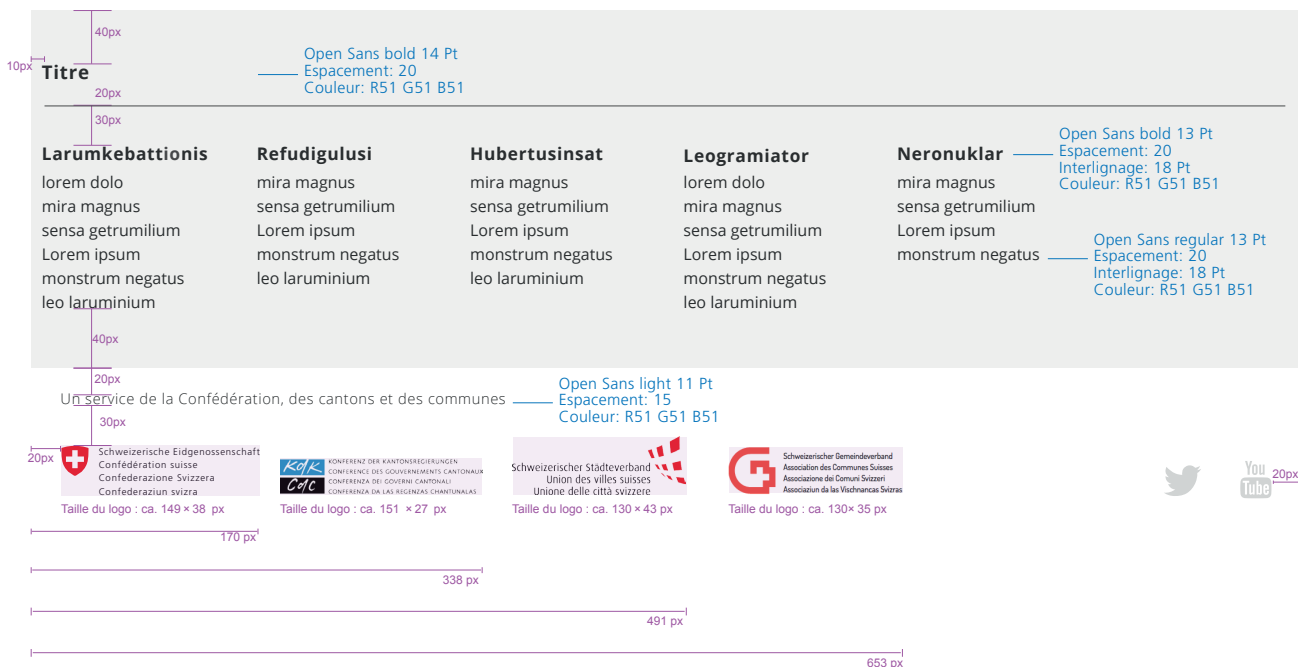 40px
10px
Titre
Open Sans bold 14 Pt
Espacement: 20
Couleur: R51 G51 B51
20px
30px
Larumkebattionis
lorem dolo
mira magnus
sensa getrumilium
Lorem ipsum
monstrum negatus
leo laruminium
Refudigulusi
mira magnus
sensa getrumilium
Lorem ipsum
monstrum negatus
leo laruminium
Hubertusinsat
mira magnus
sensa getrumilium
Lorem ipsum
monstrum negatus
leo laruminium
Leogramiator
lorem dolo
mira magnus
sensa getrumilium
Lorem ipsum
monstrum negatus
leo laruminium
Neronuklar
mira magnus
sensa getrumilium
Lorem ipsum
monstrum negatus
Open Sans bold 13 Pt
Espacement: 20
Interlignage: 18 Pt
Couleur: R51 G51 B51
Open Sans regular 13 Pt
Espacement: 20
Interlignage: 18 Pt
Couleur: R51 G51 B51
40px
20px
Un service de la Confédération, des cantons et des communes
Open Sans light 11 Pt
Espacement: 15
Couleur: R51 G51 B51
30px
20px
Schweizerische Eidgenossenschaft
Confédération suisse
Confederazione Svizzera
Confederaziun svizra
Taille du logo : ca. 149 × 38 px
KdK
CdC
KONFERENZ DER KANTONSREGIERUNGEN
CONFERENCE DES GOUVERNEMENTS CANTONAUX
CONFERENZA DEI GOVERNI CANTONALI
CONFERENZA DA LAS REGENZAS CHANTUNALAS
Taille du logo : ca. 151 × 27 px
Schweizerischer Städteverband
Union des villes suisses
Unione delle città svizzere
Taille du logo : ca. 130 × 43 px
Schweizerischer Gemeindeverband
Association des Communes Suisses
Associazione dei Comuni Svizzeri
Associaziun da las Vischnancas Svizras
Taille du logo : ca. 130× 35 px
You
Tube
20px
170 px
338 px
491 px
653 px